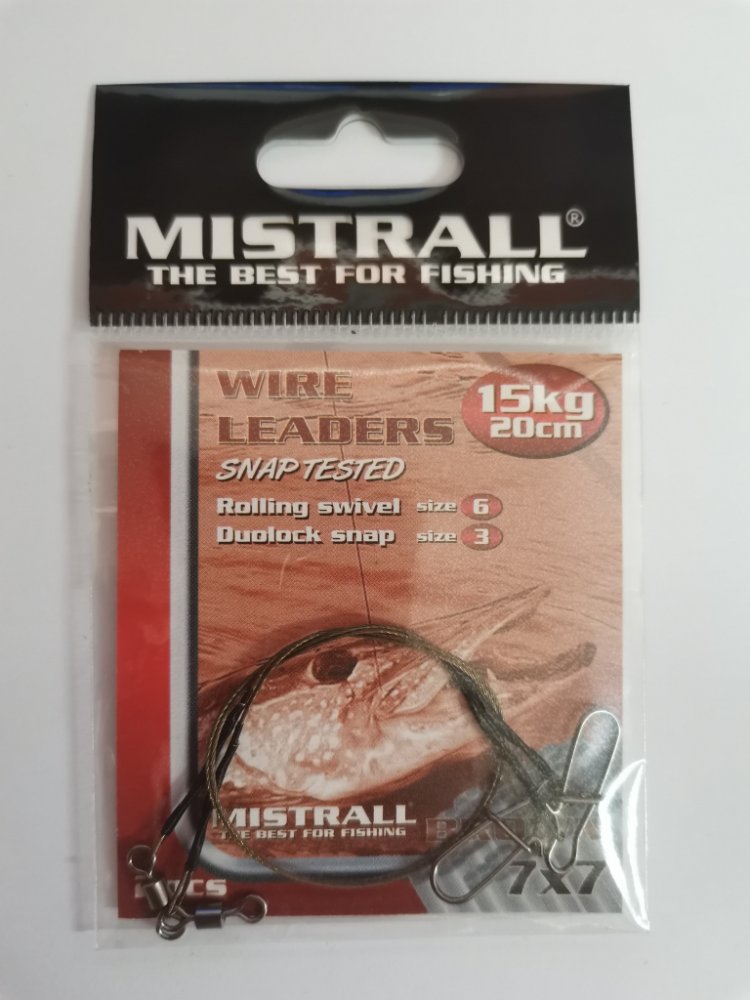 MISTRALL®
THE BEST FOR FISHING
WIRE
LEADERS
15kg
20cm
SNAP TESTED
Rolling swivel size 6
Duolock snap size 3
MISTRALL
THE BEST FOR FISHING
7x7
PCS